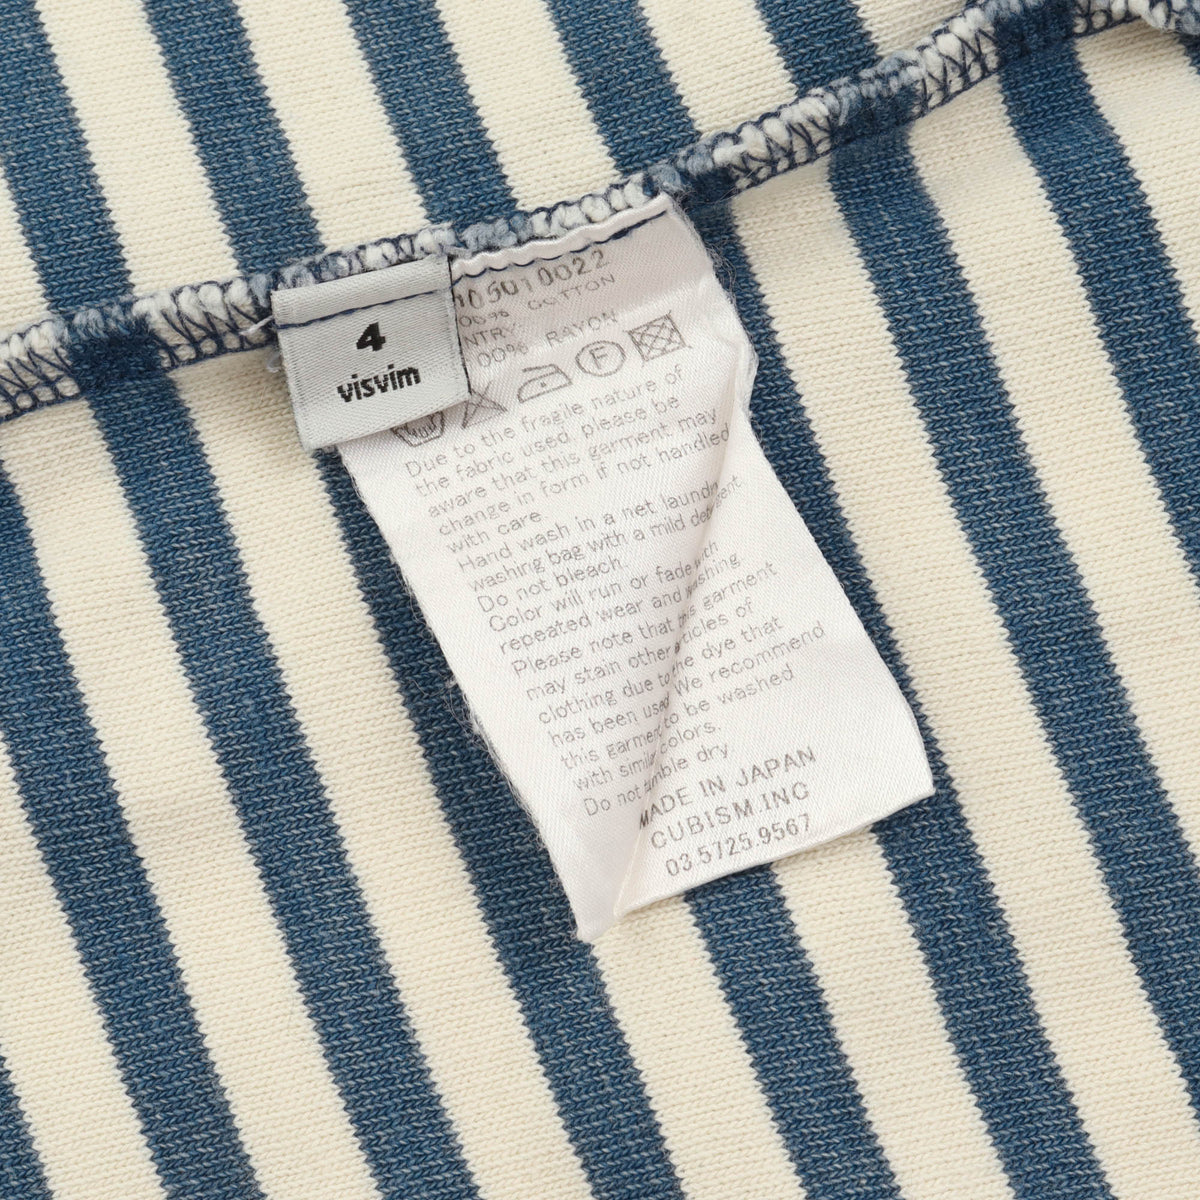 4
visvim
105010022
00% COTTON
NTRY
00% RAYON
F
Due to the fragile nature of
the fabric used, please be
aware that this garment may
change in form if not handled
with care.
Hand wash in a net laundry
washing bag with a mild detergent.
Do not bleach.
Color will run or fade with
repeated wear and washing
Please note that this garment
may stain other articles of
clothing due to the dye that
has been used. We recommend
this garment to be washed
with similar colors.
Do not tumble dry.
MADE IN JAPAN
CUBISM.INC
03.5725.9567